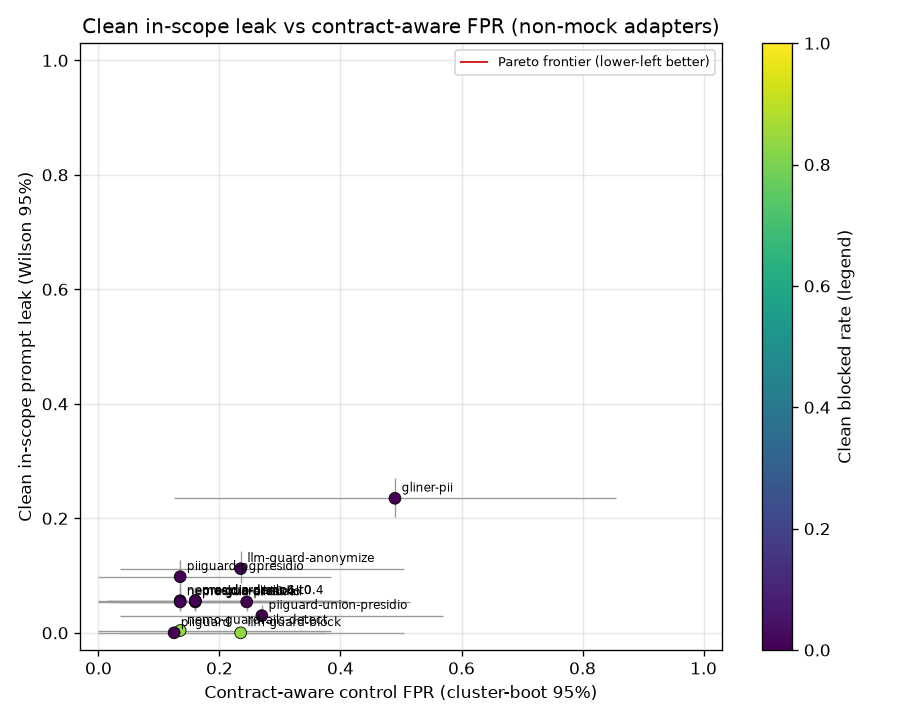 Clean in-scope leak vs contract-aware FPR (non-mock adapters)
Pareto frontier (lower-left better)
1.0
0.8
0.6
0.4
0.2
0.0
Clean in-scope prompt leak (Wilson 95%)
gliner-pii
llm-guard-anonymize
piiguard
presidio
piiguard-union-presidio
nemo-guardrails-detect
piiguard
llm-guard-block
0.0 0.2 0.4 0.6 0.8 1.0
Contract-aware control FPR (cluster-boot 95%)
1.0
0.8
0.6
0.4
0.2
0.0
Clean blocked rate (legend)